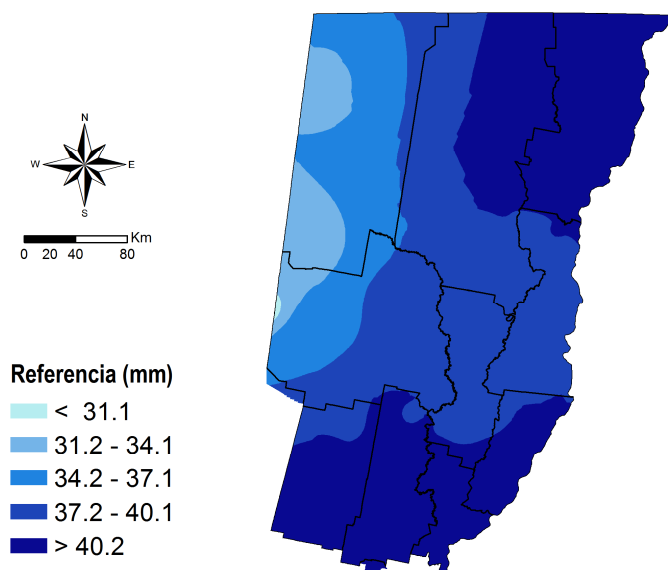 N
W E
S
Km
0 20 40 80
Referencia (mm)
< 31.1
31.2 - 34.1
34.2 - 37.1
37.2 - 40.1
> 40.2